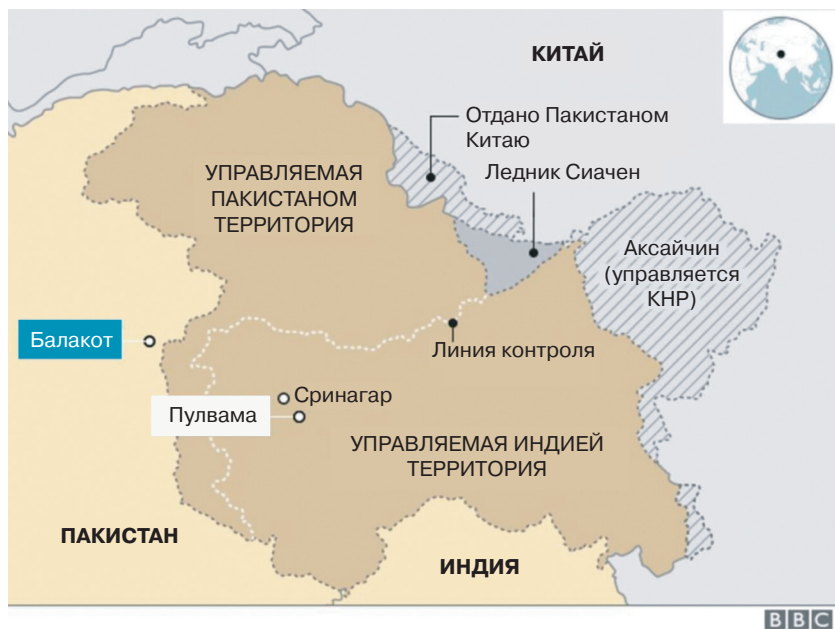 КИТАЙ
Отдано Пакистаном
Китаю
Ледник Сиачен
УПРАВЛЯЕМАЯ
ПАКИСТАНОМ
ТЕРРИТОРИЯ
Аксайчин
(управляется
КНР)
Балакот
Линия контроля
Сринагар
Пулвама
УПРАВЛЯЕМАЯ ИНДИЕЙ
ТЕРРИТОРИЯ
ПАКИСТАН
ИНДИЯ
BBC